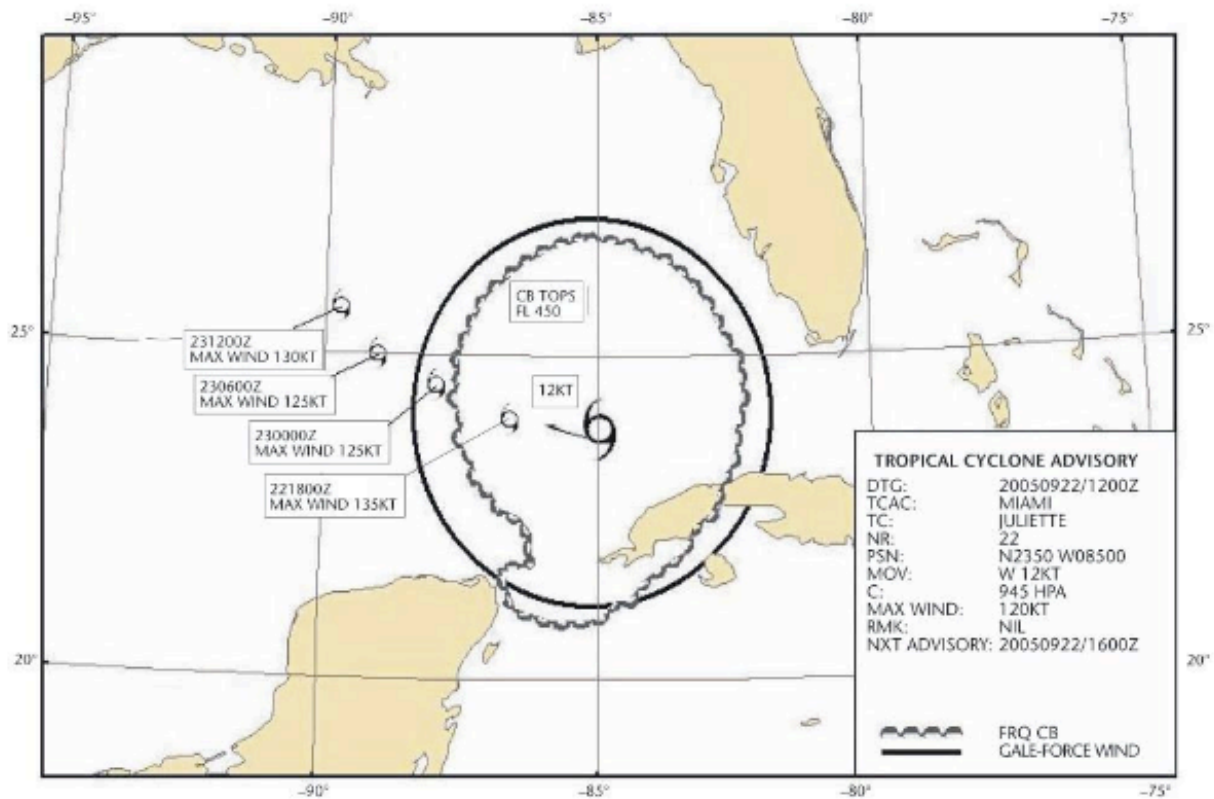 -95° -90° -85° -80° -75°
CB TOPS
FL 450
25° 25°
231200Z
MAX WIND 130KT
230600Z
MAX WIND 125KT
12KT
230000Z
MAX WIND 125KT
221800Z
MAX WIND 135KT
TROPICAL CYCLONE ADVISORY
DTG: 20050922/1200Z
TCAC: MIAMI
TC: JULIETTE
NR: 22
PSN: N2350 W08500
MOV: W 12KT
C: 945 HPA
MAX WIND: 120KT
RMK: NIL
NXT ADVISORY: 20050922/1600Z
20° 20°
FRQ CB
GALE-FORCE WIND
-90° -85° -80° -75°